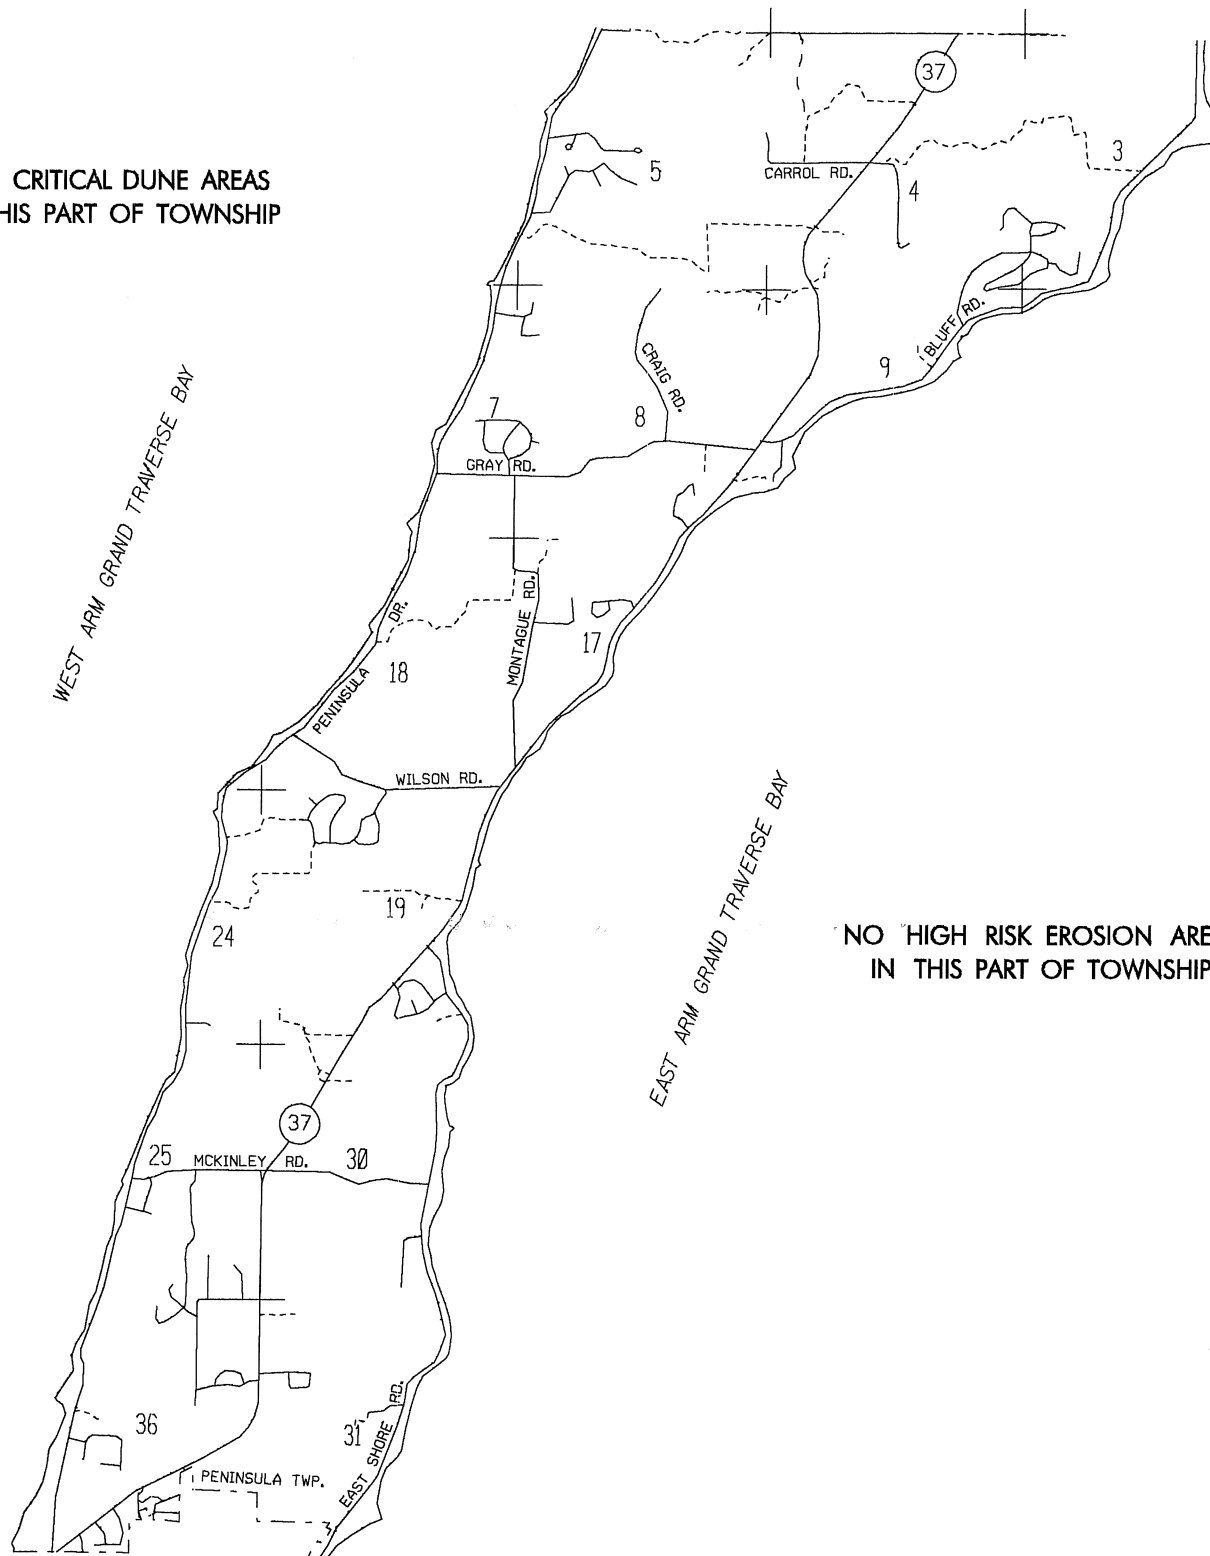 37
3
CRITICAL DUNE AREAS
HIS PART OF TOWNSHIP
5
CARROL RD.
4
BLUFF RD.
CRAIG RD.
9
7
8
GRAY RD.
WEST ARM GRAND TRAVERSE BAY
MONTAGUE RD.
17
PENINSULA DR.
18
WILSON RD.
EAST ARM GRAND TRAVERSE BAY
19
24
NO HIGH RISK EROSION ARE
IN THIS PART OF TOWNSHIP
37
25
MCKINLEY RD.
30
36
31
EAST SHORE RD.
PENINSULA TWP.